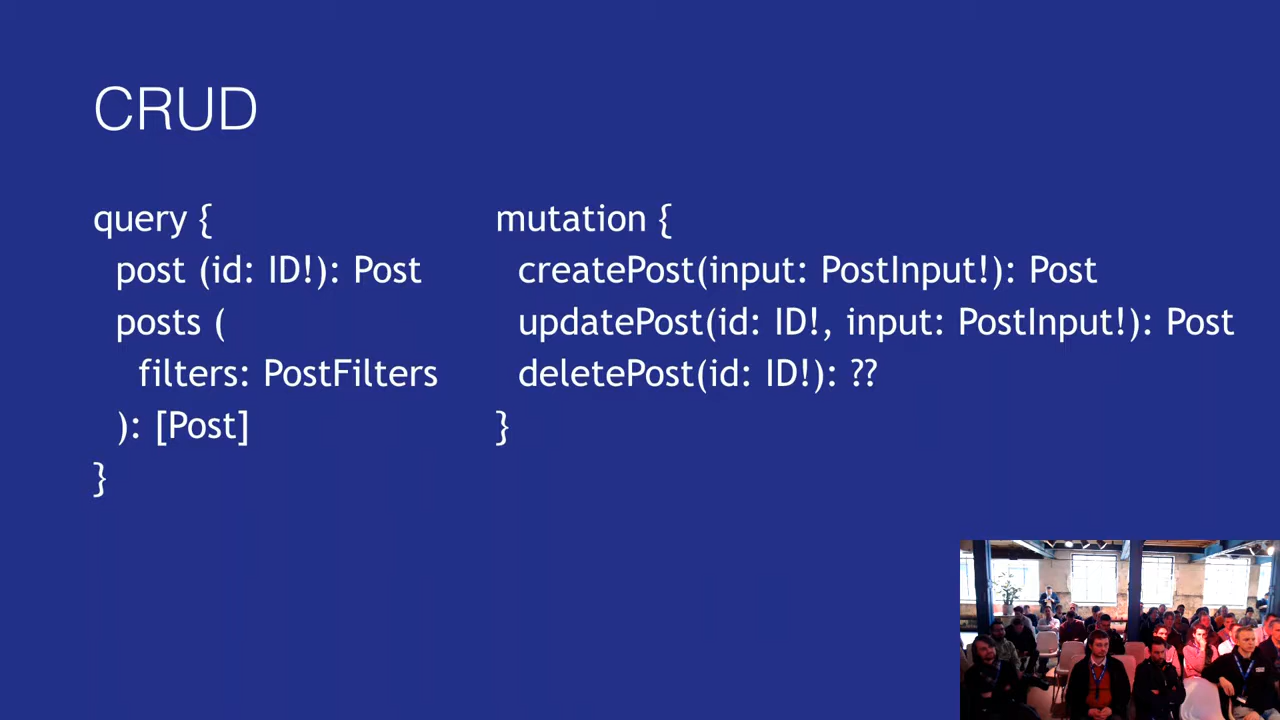 CRUD
query {
post (id: ID!): Post
posts (
filters: PostFilters
): [Post]
}
mutation {
createPost(input: PostInput!): Post
updatePost(id: ID!, input: PostInput!): Post
deletePost(id: ID!): ??
}